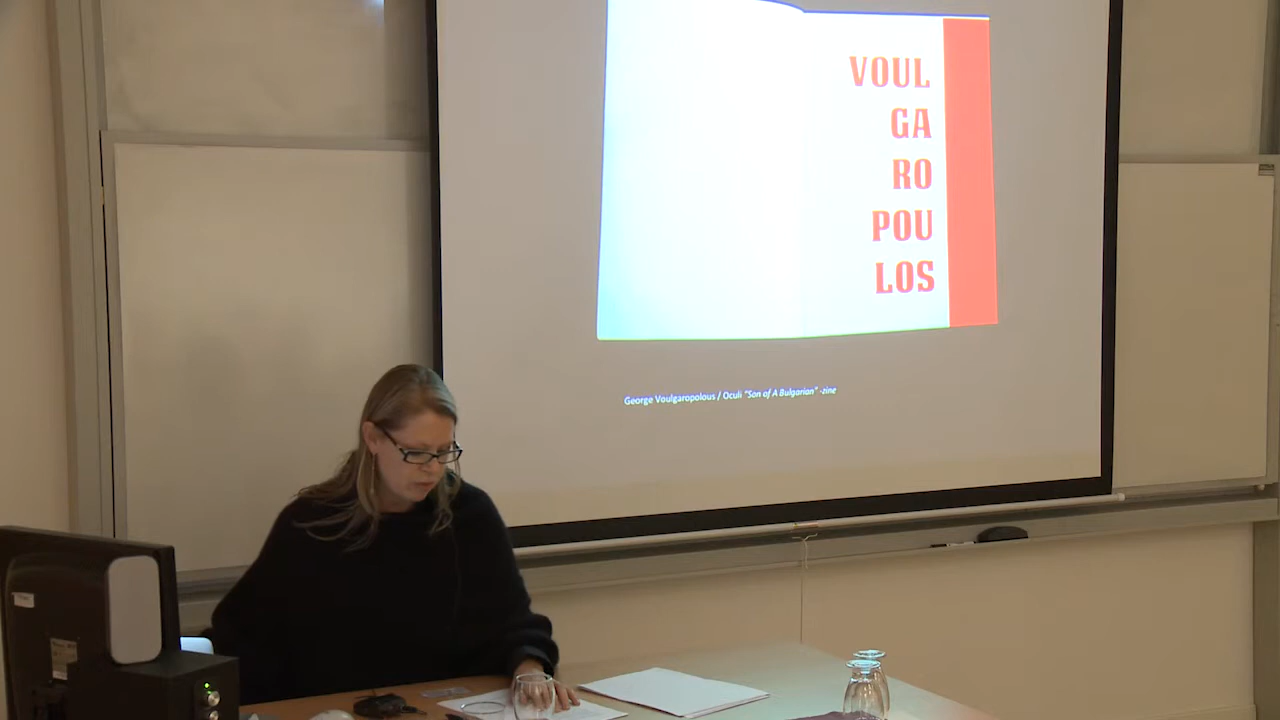 VOUL
GA
RO
POU
LOS
George Voulgaropolous / Oculi "Son of A Bulgarian" -zine